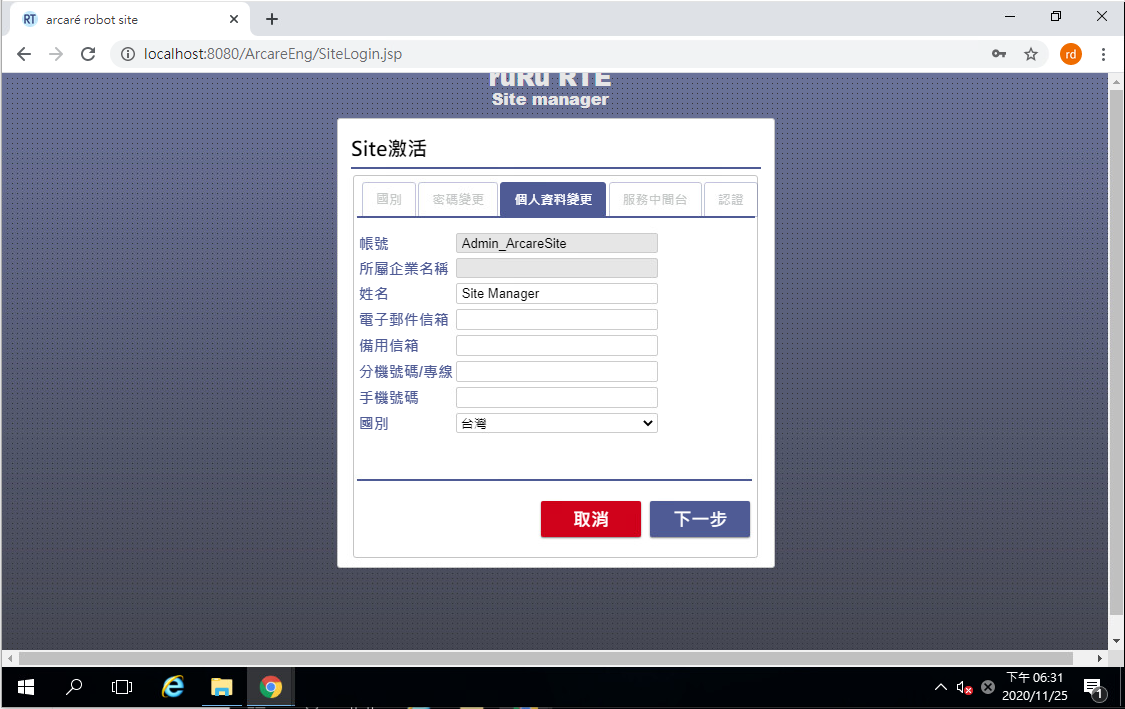 RT arcaré robot site
localhost:8080/ArcareEng/SiteLogin.jsp
rd
ruRu RTE
Site manager
Site激活
國別 密碼變更 個人資料變更 服務中間台 認證
帳號 Admin_ArcareSite
所屬企業名稱
姓名 Site Manager
電子郵件信箱
備用信箱
分機號碼/專線
手機號碼
國別 台灣
取消 下一步
下午 06:31
2020/11/25
1